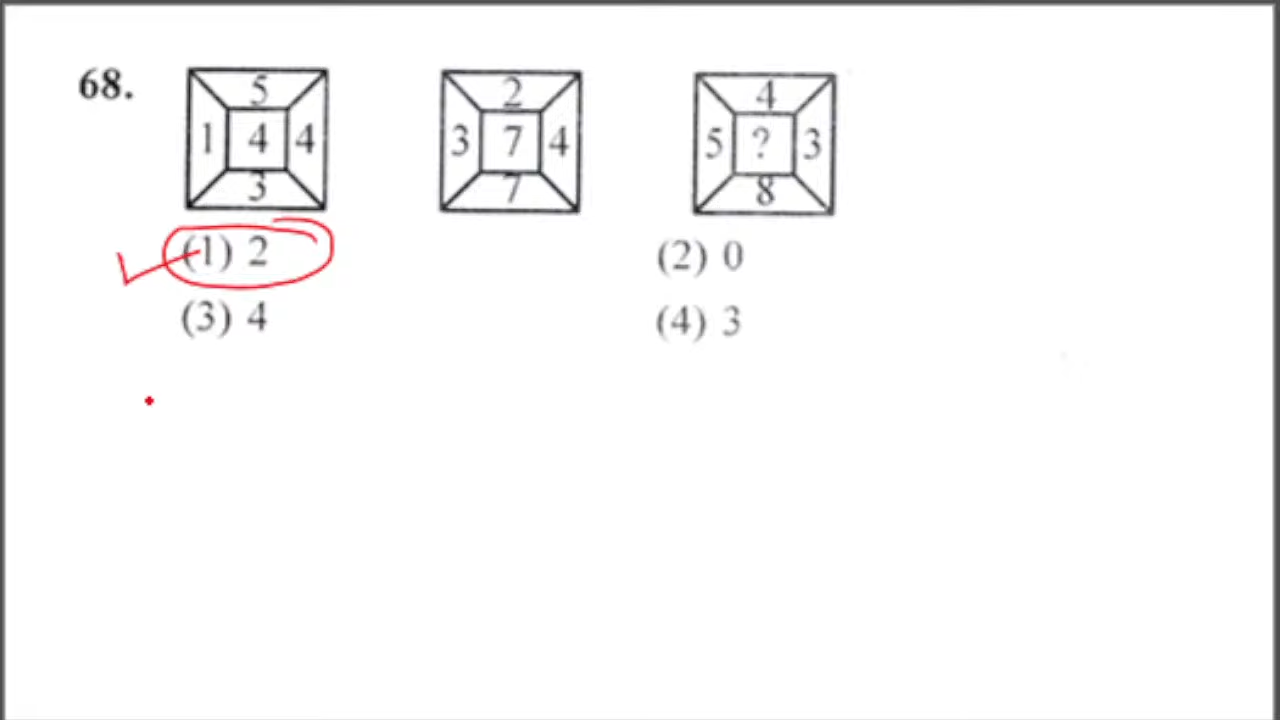 68.
5 2 4
1 4 4 3 7 4 5 ? 3
3 7 8
(1) 2 (2) 0
(3) 4 (4) 3